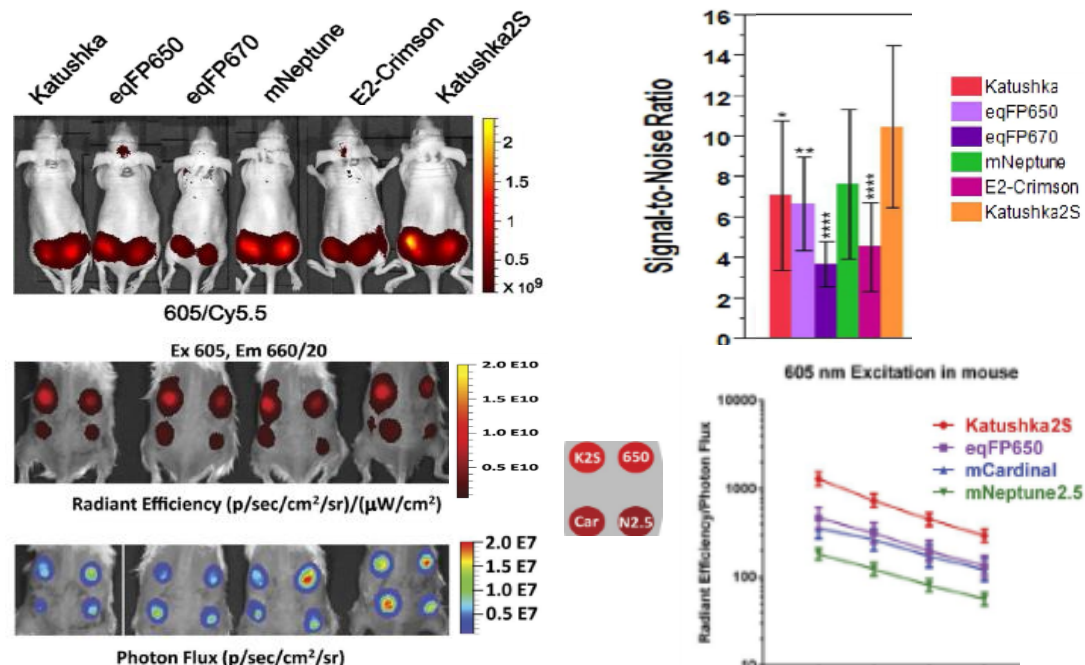 Katushka
eqFP650
eqFP670
mNeptune
E2-Crimson
Katushka2S
2
1.5
1
0.5
X 10⁹
605/Cy5.5
Ex 605, Em 660/20
2.0 E10
1.5 E10
1.0 E10
0.5 E10
Radiant Efficiency (p/sec/cm²/sr)/(µW/cm²)
2.0 E7
1.5 E7
1.0 E7
0.5 E7
Photon Flux (p/sec/cm²/sr)
K2S 650
Car N2.5
Signal-to-Noise Ratio
16
14
12
10
8
6
4
2
0
*
**
****
****
Katushka
eqFP650
eqFP670
mNeptune
E2-Crimson
Katushka2S
605 nm Excitation in mouse
Radiant Efficiency/Photon Flux
10000
1000
100
10
Katushka2S
eqFP650
mCardinal
mNeptune2.5